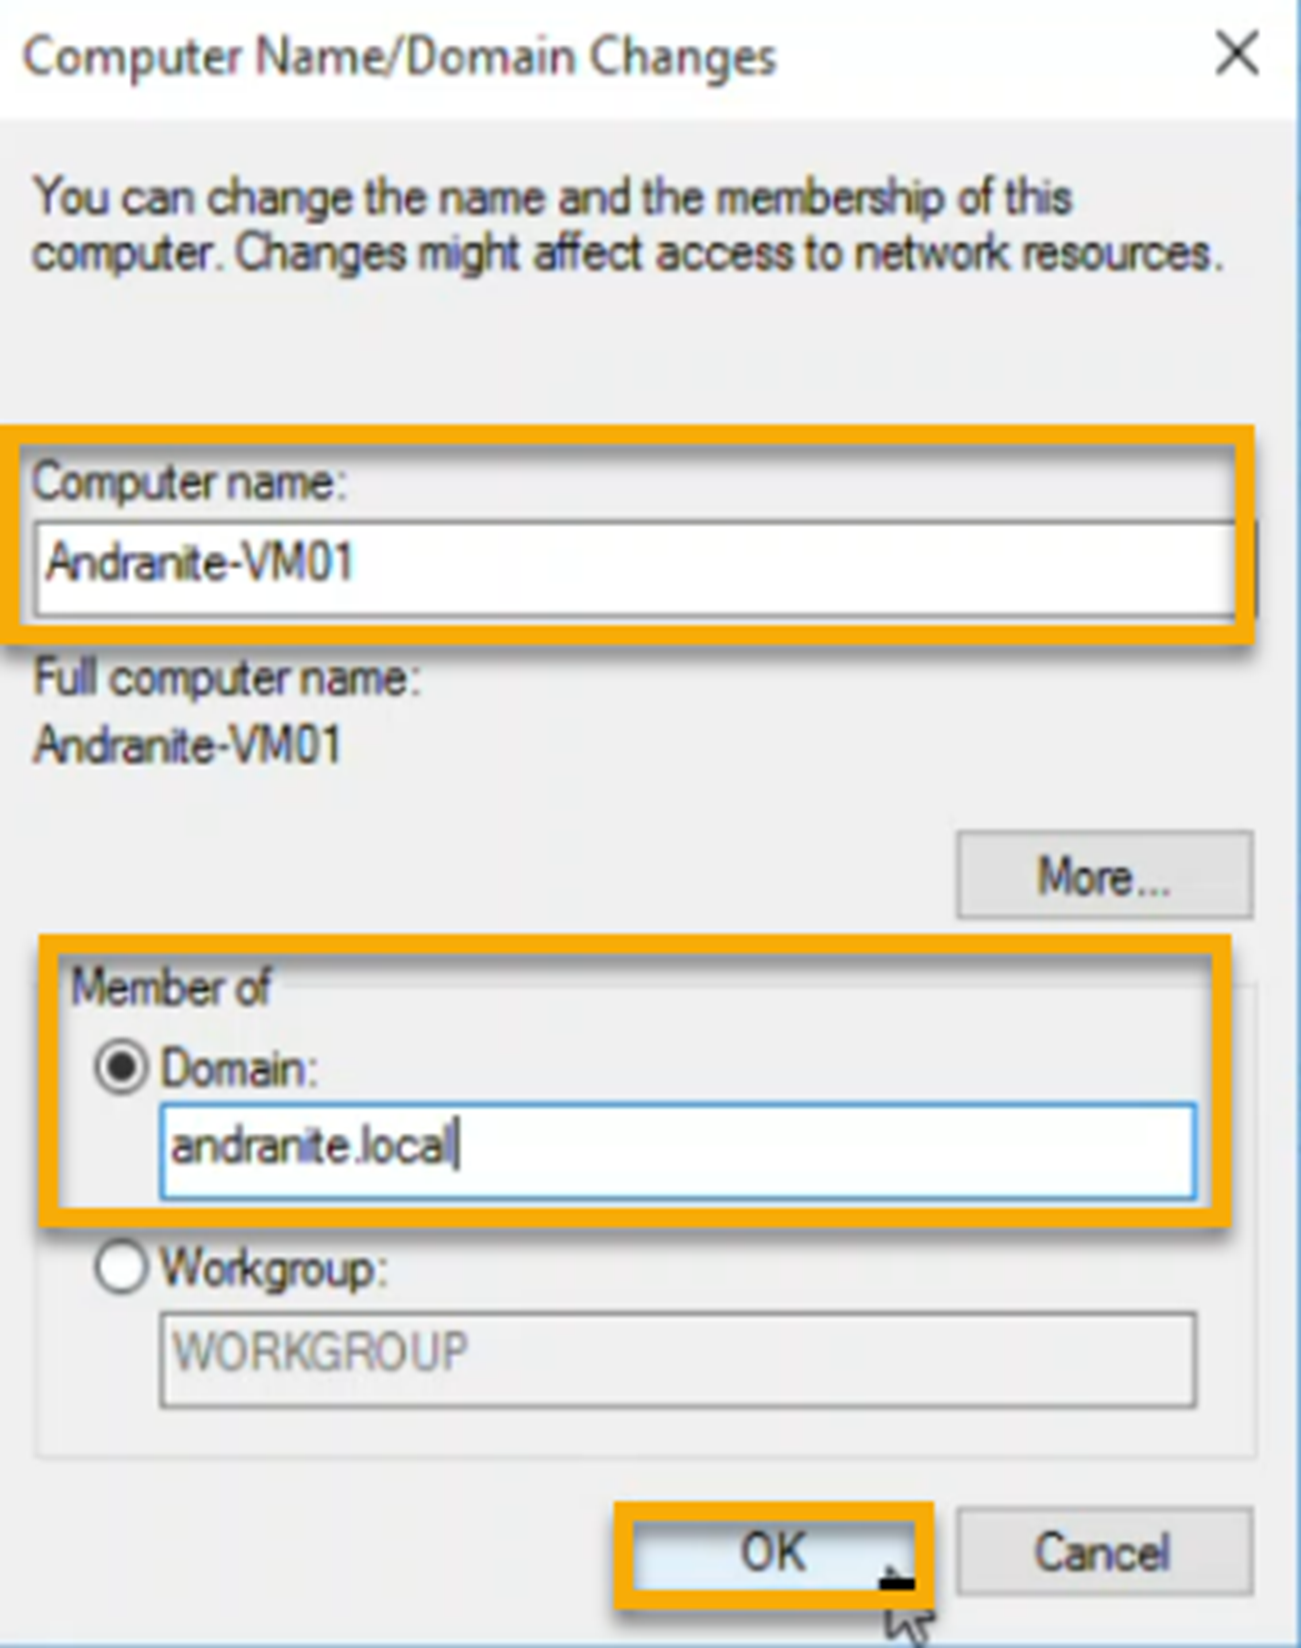 Computer Name/Domain Changes
You can change the name and the membership of this
computer. Changes might affect access to network resources.
Computer name:
Andranite-VM01
Full computer name:
Andranite-VM01
More...
Member of
Domain:
andranite.local
Workgroup:
WORKGROUP
OK
Cancel